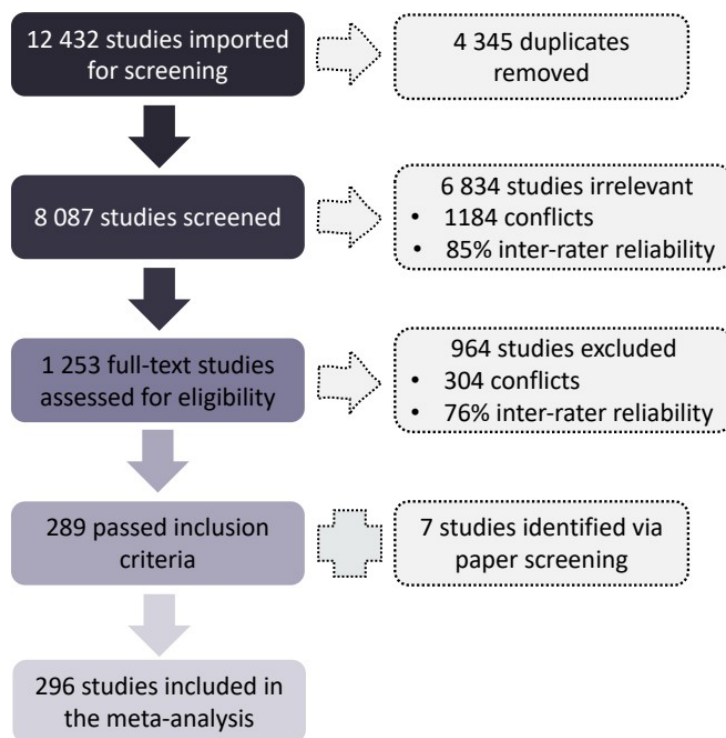 12 432 studies imported
for screening
4 345 duplicates
removed
8 087 studies screened
6 834 studies irrelevant
• 1184 conflicts
• 85% inter-rater reliability
1 253 full-text studies
assessed for eligibility
964 studies excluded
• 304 conflicts
• 76% inter-rater reliability
289 passed inclusion
criteria
7 studies identified via
paper screening
296 studies included in
the meta-analysis